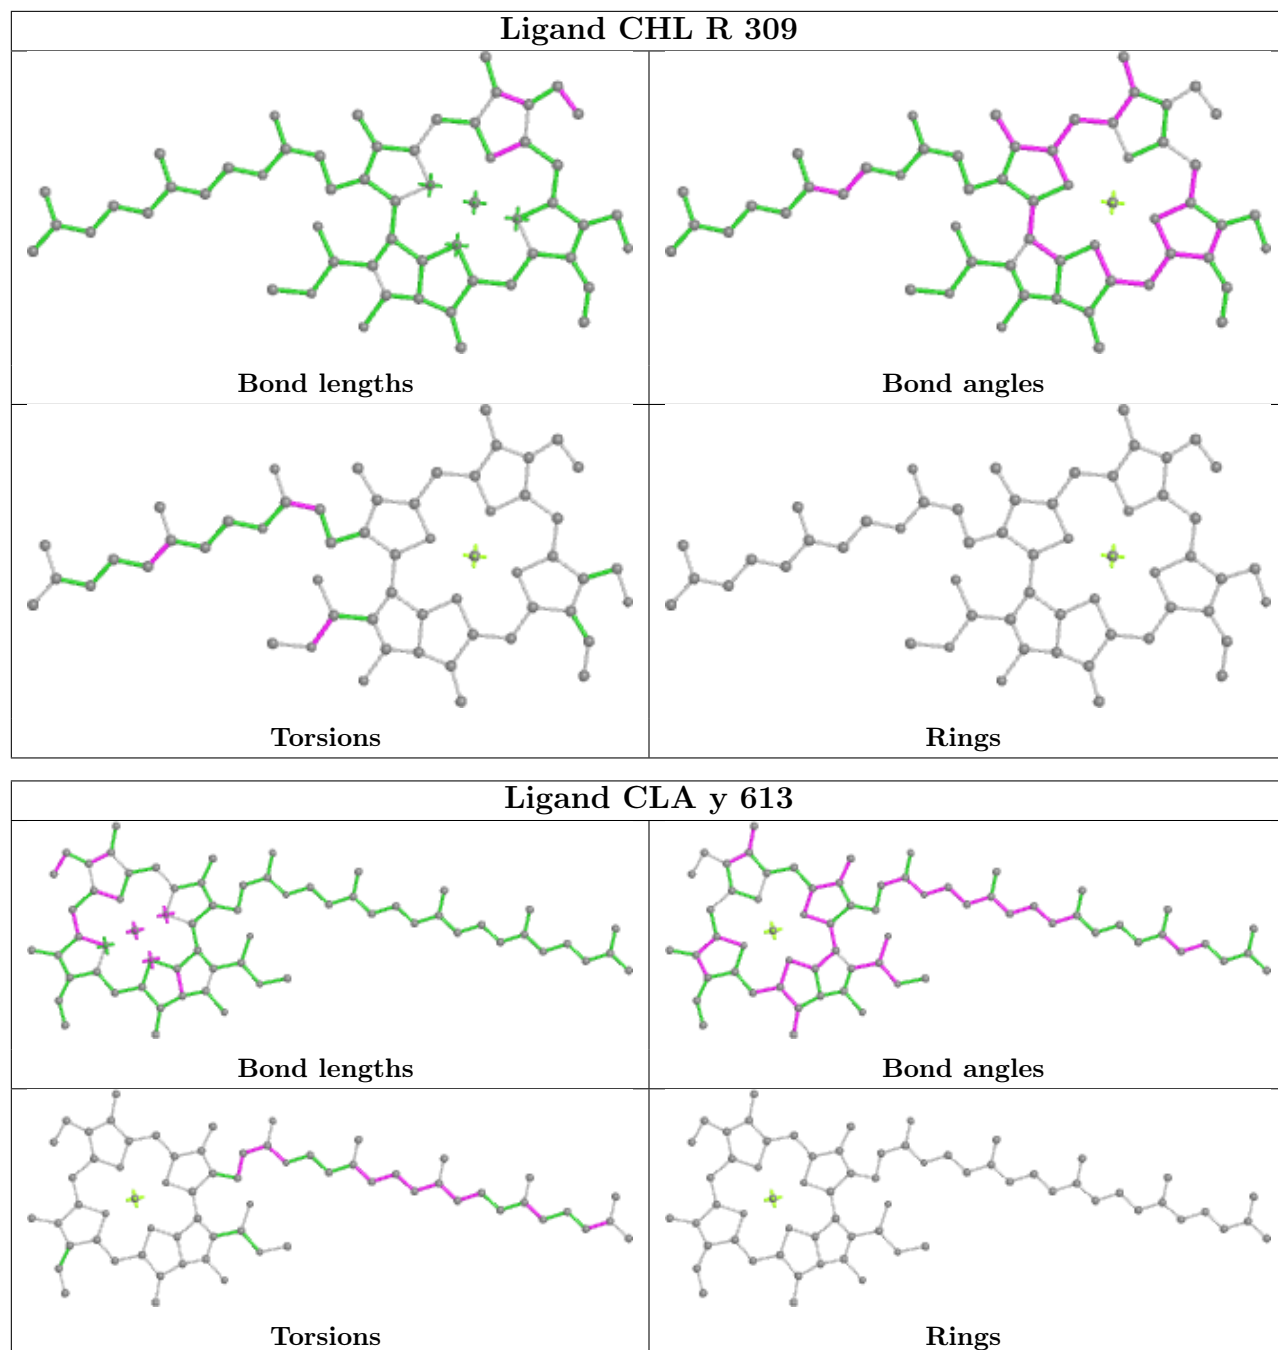 Ligand CHL R 309
Bond lengths
Bond angles
Torsions
Rings
Ligand CLA y 613
Bond lengths
Bond angles
Torsions
Rings